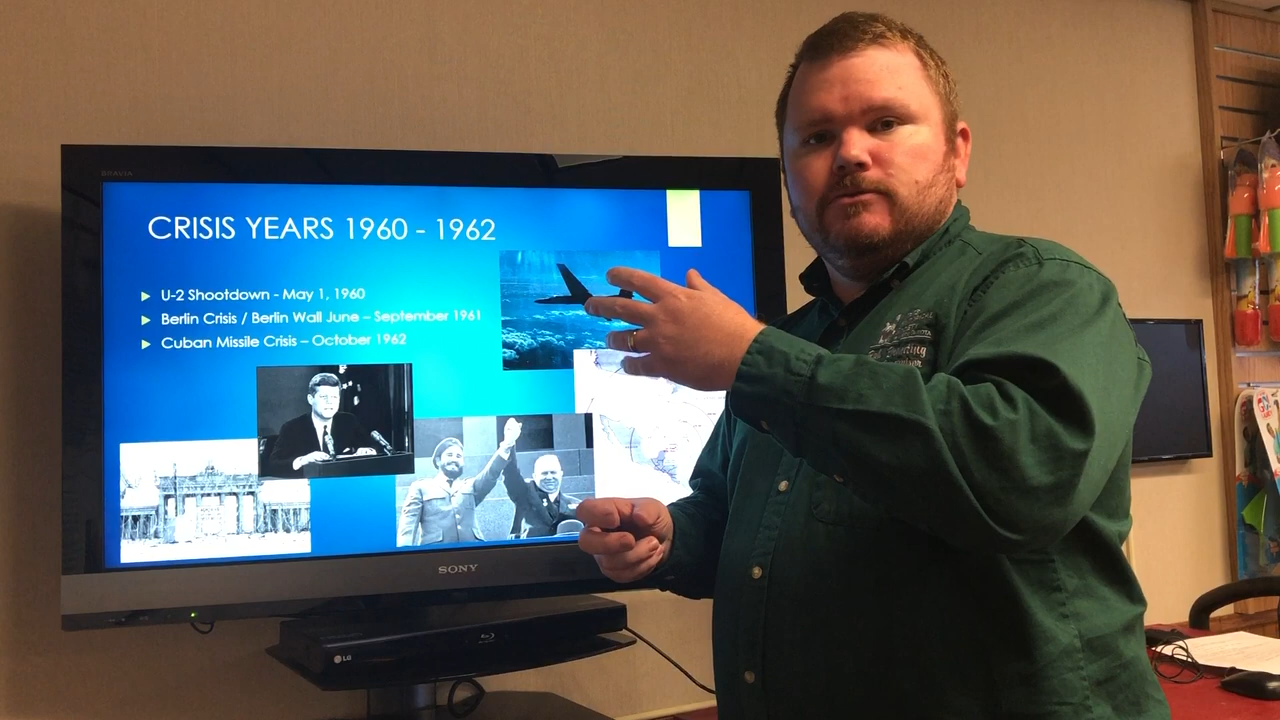 BRAVIA
CRISIS YEARS 1960 - 1962
U-2 Shootdown - May 1, 1960
Berlin Crisis / Berlin Wall June – September 1961
Cuban Missile Crisis – October 1962
SONY
LG